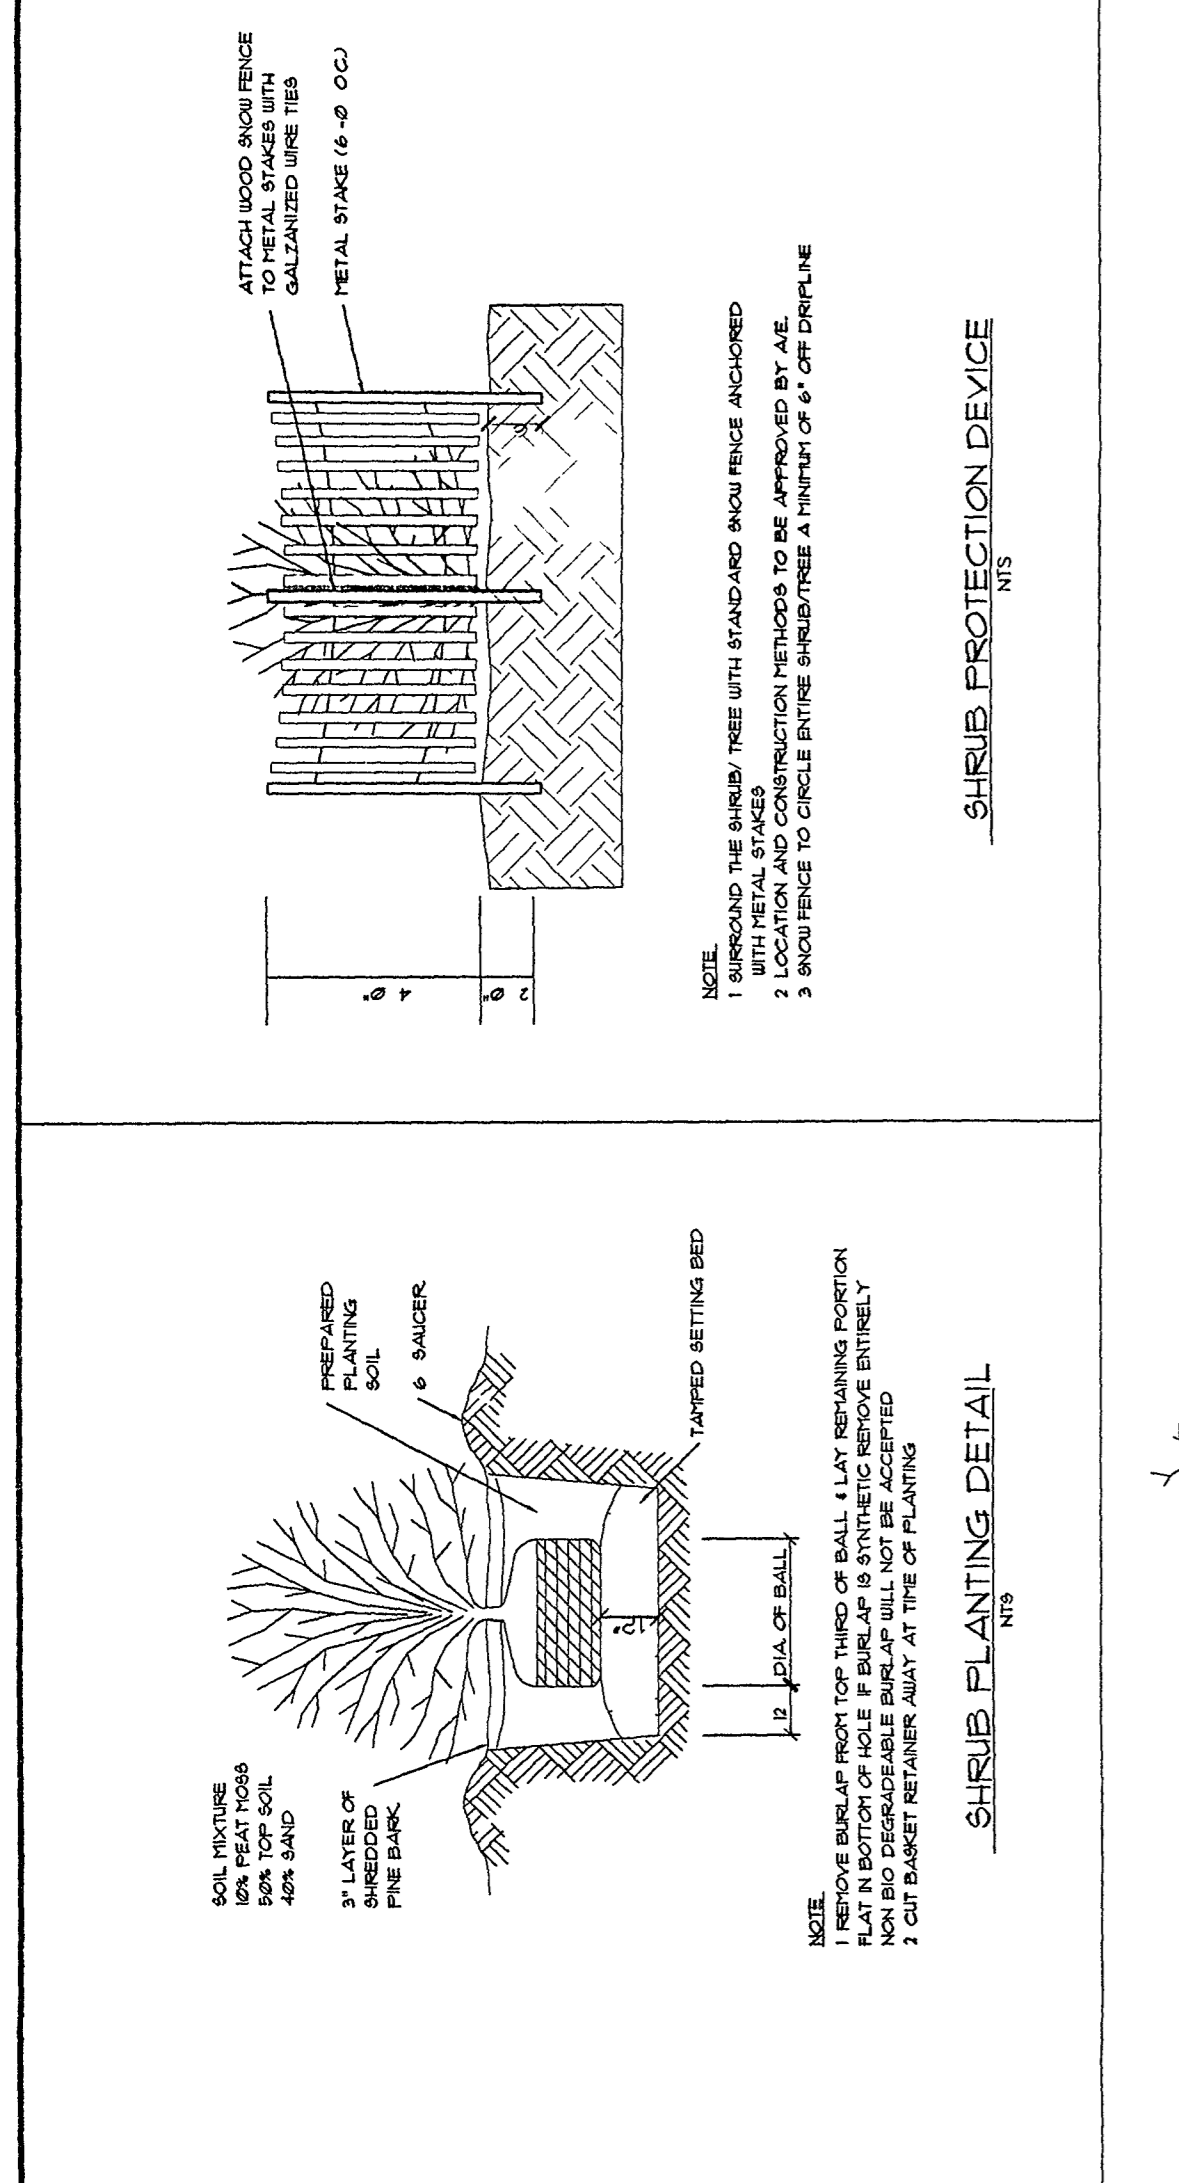 SOIL MIXTURE
10% PEAT MOSS
50% TOP SOIL
40% SAND
3" LAYER OF
SHREDDED
PINE BARK
PREPARED
PLANTING
SOIL
6 SAUCER
12"
TAMPED SETTING BED
12
DIA. OF BALL
NOTE
1 REMOVE BURLAP FROM TOP THIRD OF BALL & LAY REMAINING PORTION
FLAT IN BOTTOM OF HOLE IF BURLAP IS SYNTHETIC REMOVE ENTIRELY
NON BIO DEGRADEABLE BURLAP WILL NOT BE ACCEPTED
2 CUT BASKET RETAINER AWAY AT TIME OF PLANTING
SHRUB PLANTING DETAIL
NTS
ATTACH WOOD SNOW FENCE
TO METAL STAKES WITH
GALZANIZED WIRE TIES
METAL STAKE (6 -0 OC.)
4 0"
2 0"
NOTE
1 SURROUND THE SHRUB/ TREE WITH STANDARD SNOW FENCE ANCHORED
WITH METAL STAKES
2 LOCATION AND CONSTRUCTION METHODS TO BE APPROVED BY A/E.
3 SNOW FENCE TO CIRCLE ENTIRE SHRUB/TREE A MINIMUM OF 6" OFF DRIPLINE
SHRUB PROTECTION DEVICE
NTS